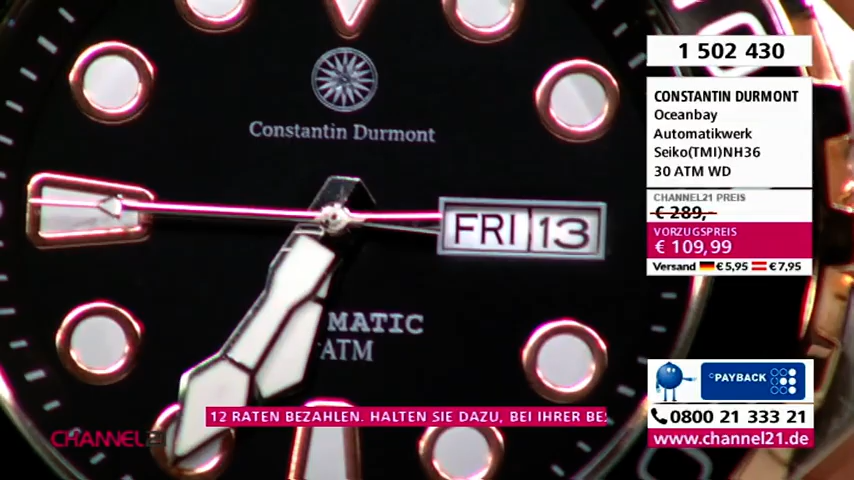 1 502 430
CONSTANTIN DURMONT
Oceanbay
Automatikwerk
Seiko(TMI)NH36
30 ATM WD
CHANNEL21 PREIS
€ 289,-
VORZUGSPREIS
€ 109,99
Versand € 5,95 € 7,95
Constantin Durmont
FRI 13
MATIC
ATM
12 RATEN BEZAHLEN. HALTEN SIE DAZU, BEI IHRER BES
CHANNEL21
PAYBACK
0800 21 333 21
www.channel21.de